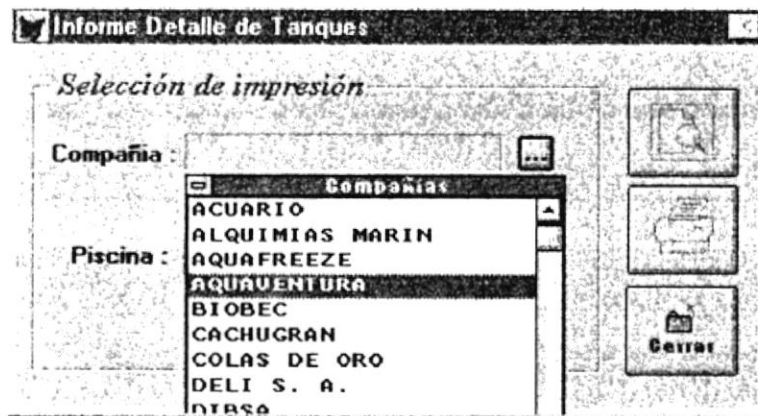 Informe Detalle de Tanques
Selección de impresión
Compañia :
...
Compañias
ACUARIO
ALQUIMIAS MARIN
AQUAFREEZE
Piscina :
AQUAVENTURA
BIOBEC
CACHUGRAN
Cerrar
COLAS DE ORO
DELI S. A.
DIBSA